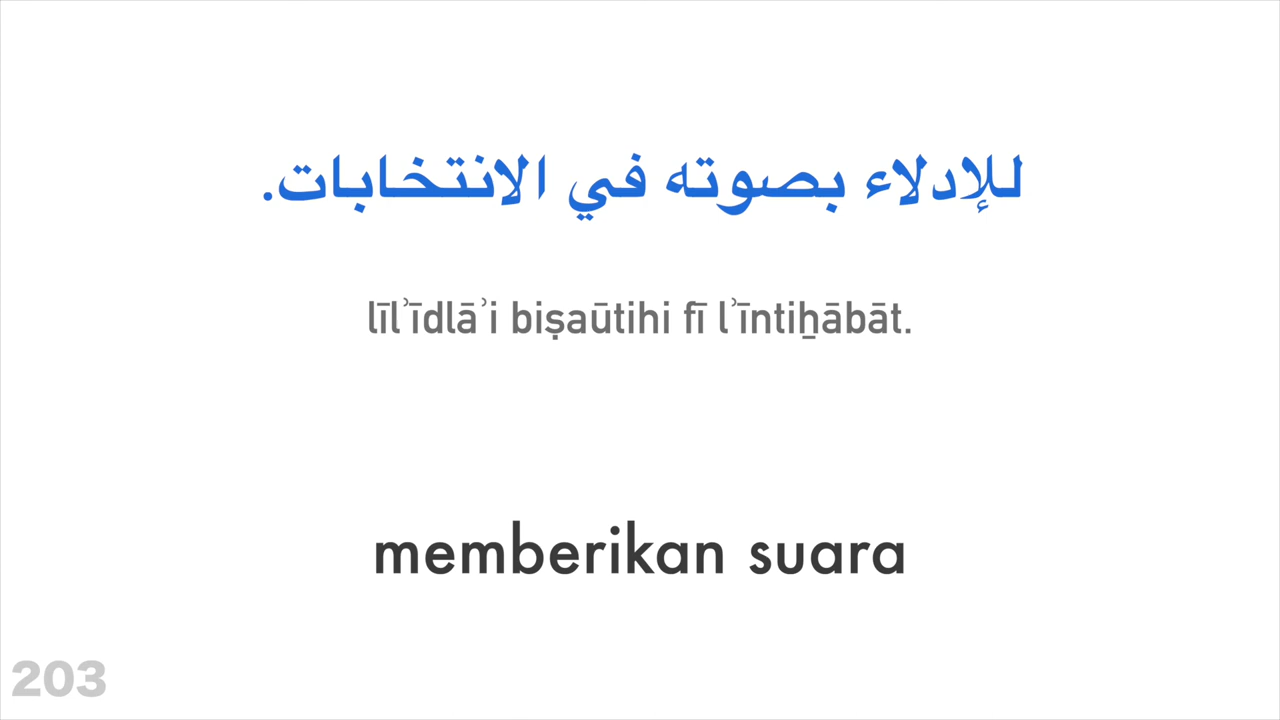 للإدلاء بصوته في الانتخابات.
līlʾīdlāʾi biṣaūtihi fī lʾīntiẖābāt.
memberikan suara
203